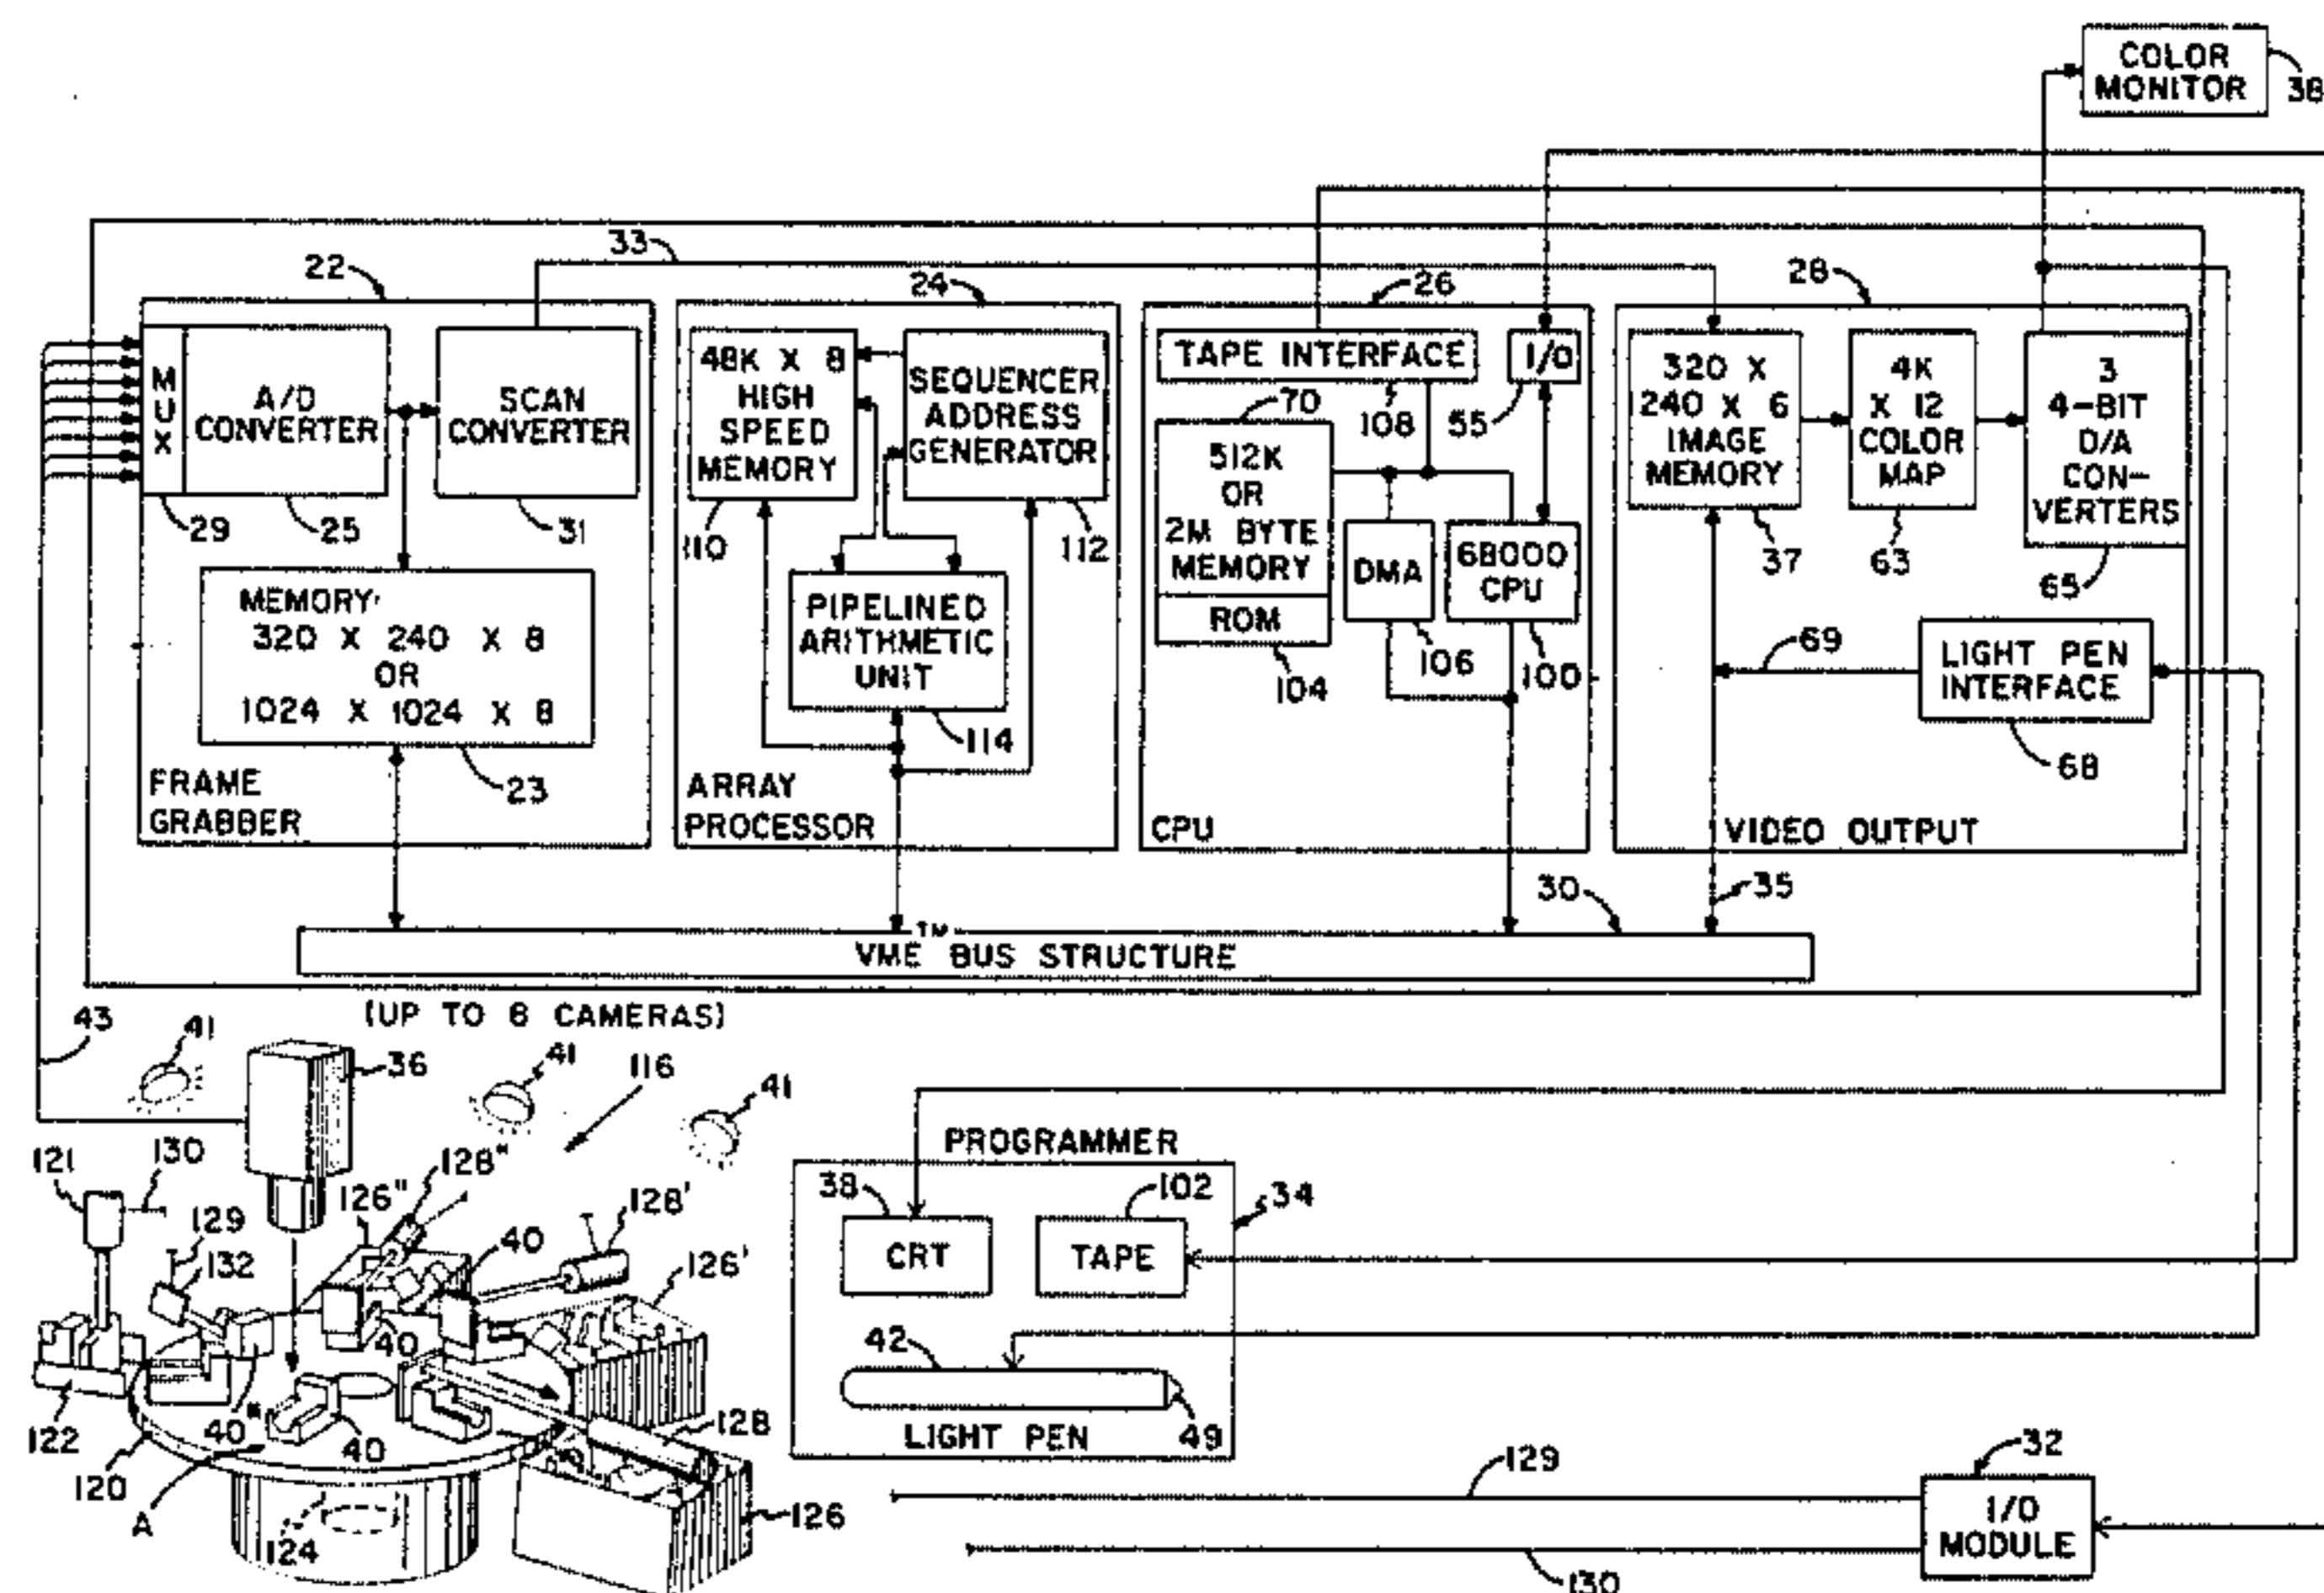 COLOR
MONITOR
38
33
22
24
26
28
MUX
A/D
CONVERTER
SCAN
CONVERTER
48K X 8
HIGH
SPEED
MEMORY
SEQUENCER
ADDRESS
GENERATOR
TAPE INTERFACE
I/O
320 X
240 X 6
IMAGE
MEMORY
4K
X 12
COLOR
MAP
3
4-BIT
D/A
CON-
VERTERS
70
108
55
512K
OR
2M BYTE
MEMORY
ROM
DMA
68000
CPU
29
25
31
110
112
37
63
65
MEMORY
320 X 240 X 8
OR
1024 X 1024 X 8
PIPELINED
ARITHMETIC
UNIT
104
106
100
69
LIGHT PEN
INTERFACE
68
23
114
FRAME
GRABBER
ARRAY
PROCESSOR
CPU
VIDEO OUTPUT
30
35
VME BUS STRUCTURE
TM
(UP TO 8 CAMERAS)
43
41
36
41
116
41
121
130
129
132
126"
128"
128'
40
126'
40
40"
40
122
120
A
124
128
126
PROGRAMMER
38
102
34
CRT
TAPE
42
LIGHT PEN
49
129
32
I/O
MODULE
130